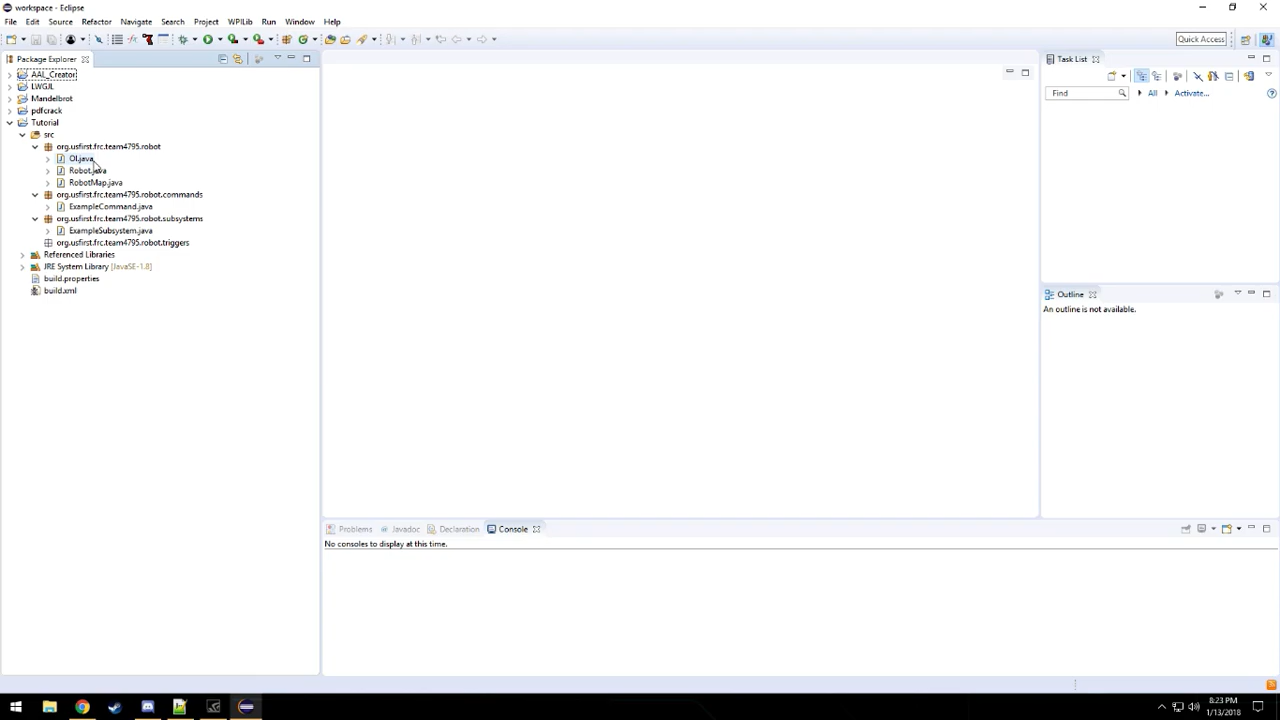 workspace - Eclipse
File Edit Source Refactor Navigate Search Project WPILib Run Window Help
Quick Access
Package Explorer
AAL_Creator
LWGJL
Mandelbrot
pdfcrack
Tutorial
src
org.usfirst.frc.team4795.robot
OI.java
Robot.java
RobotMap.java
org.usfirst.frc.team4795.robot.commands
ExampleCommand.java
org.usfirst.frc.team4795.robot.subsystems
ExampleSubsystem.java
org.usfirst.frc.team4795.robot.triggers
Referenced Libraries
JRE System Library [JavaSE-1.8]
build.properties
build.xml
Task List
Find All Activate...
Outline
An outline is not available.
Problems Javadoc Declaration Console
No consoles to display at this time.
8:23 PM
1/13/2018